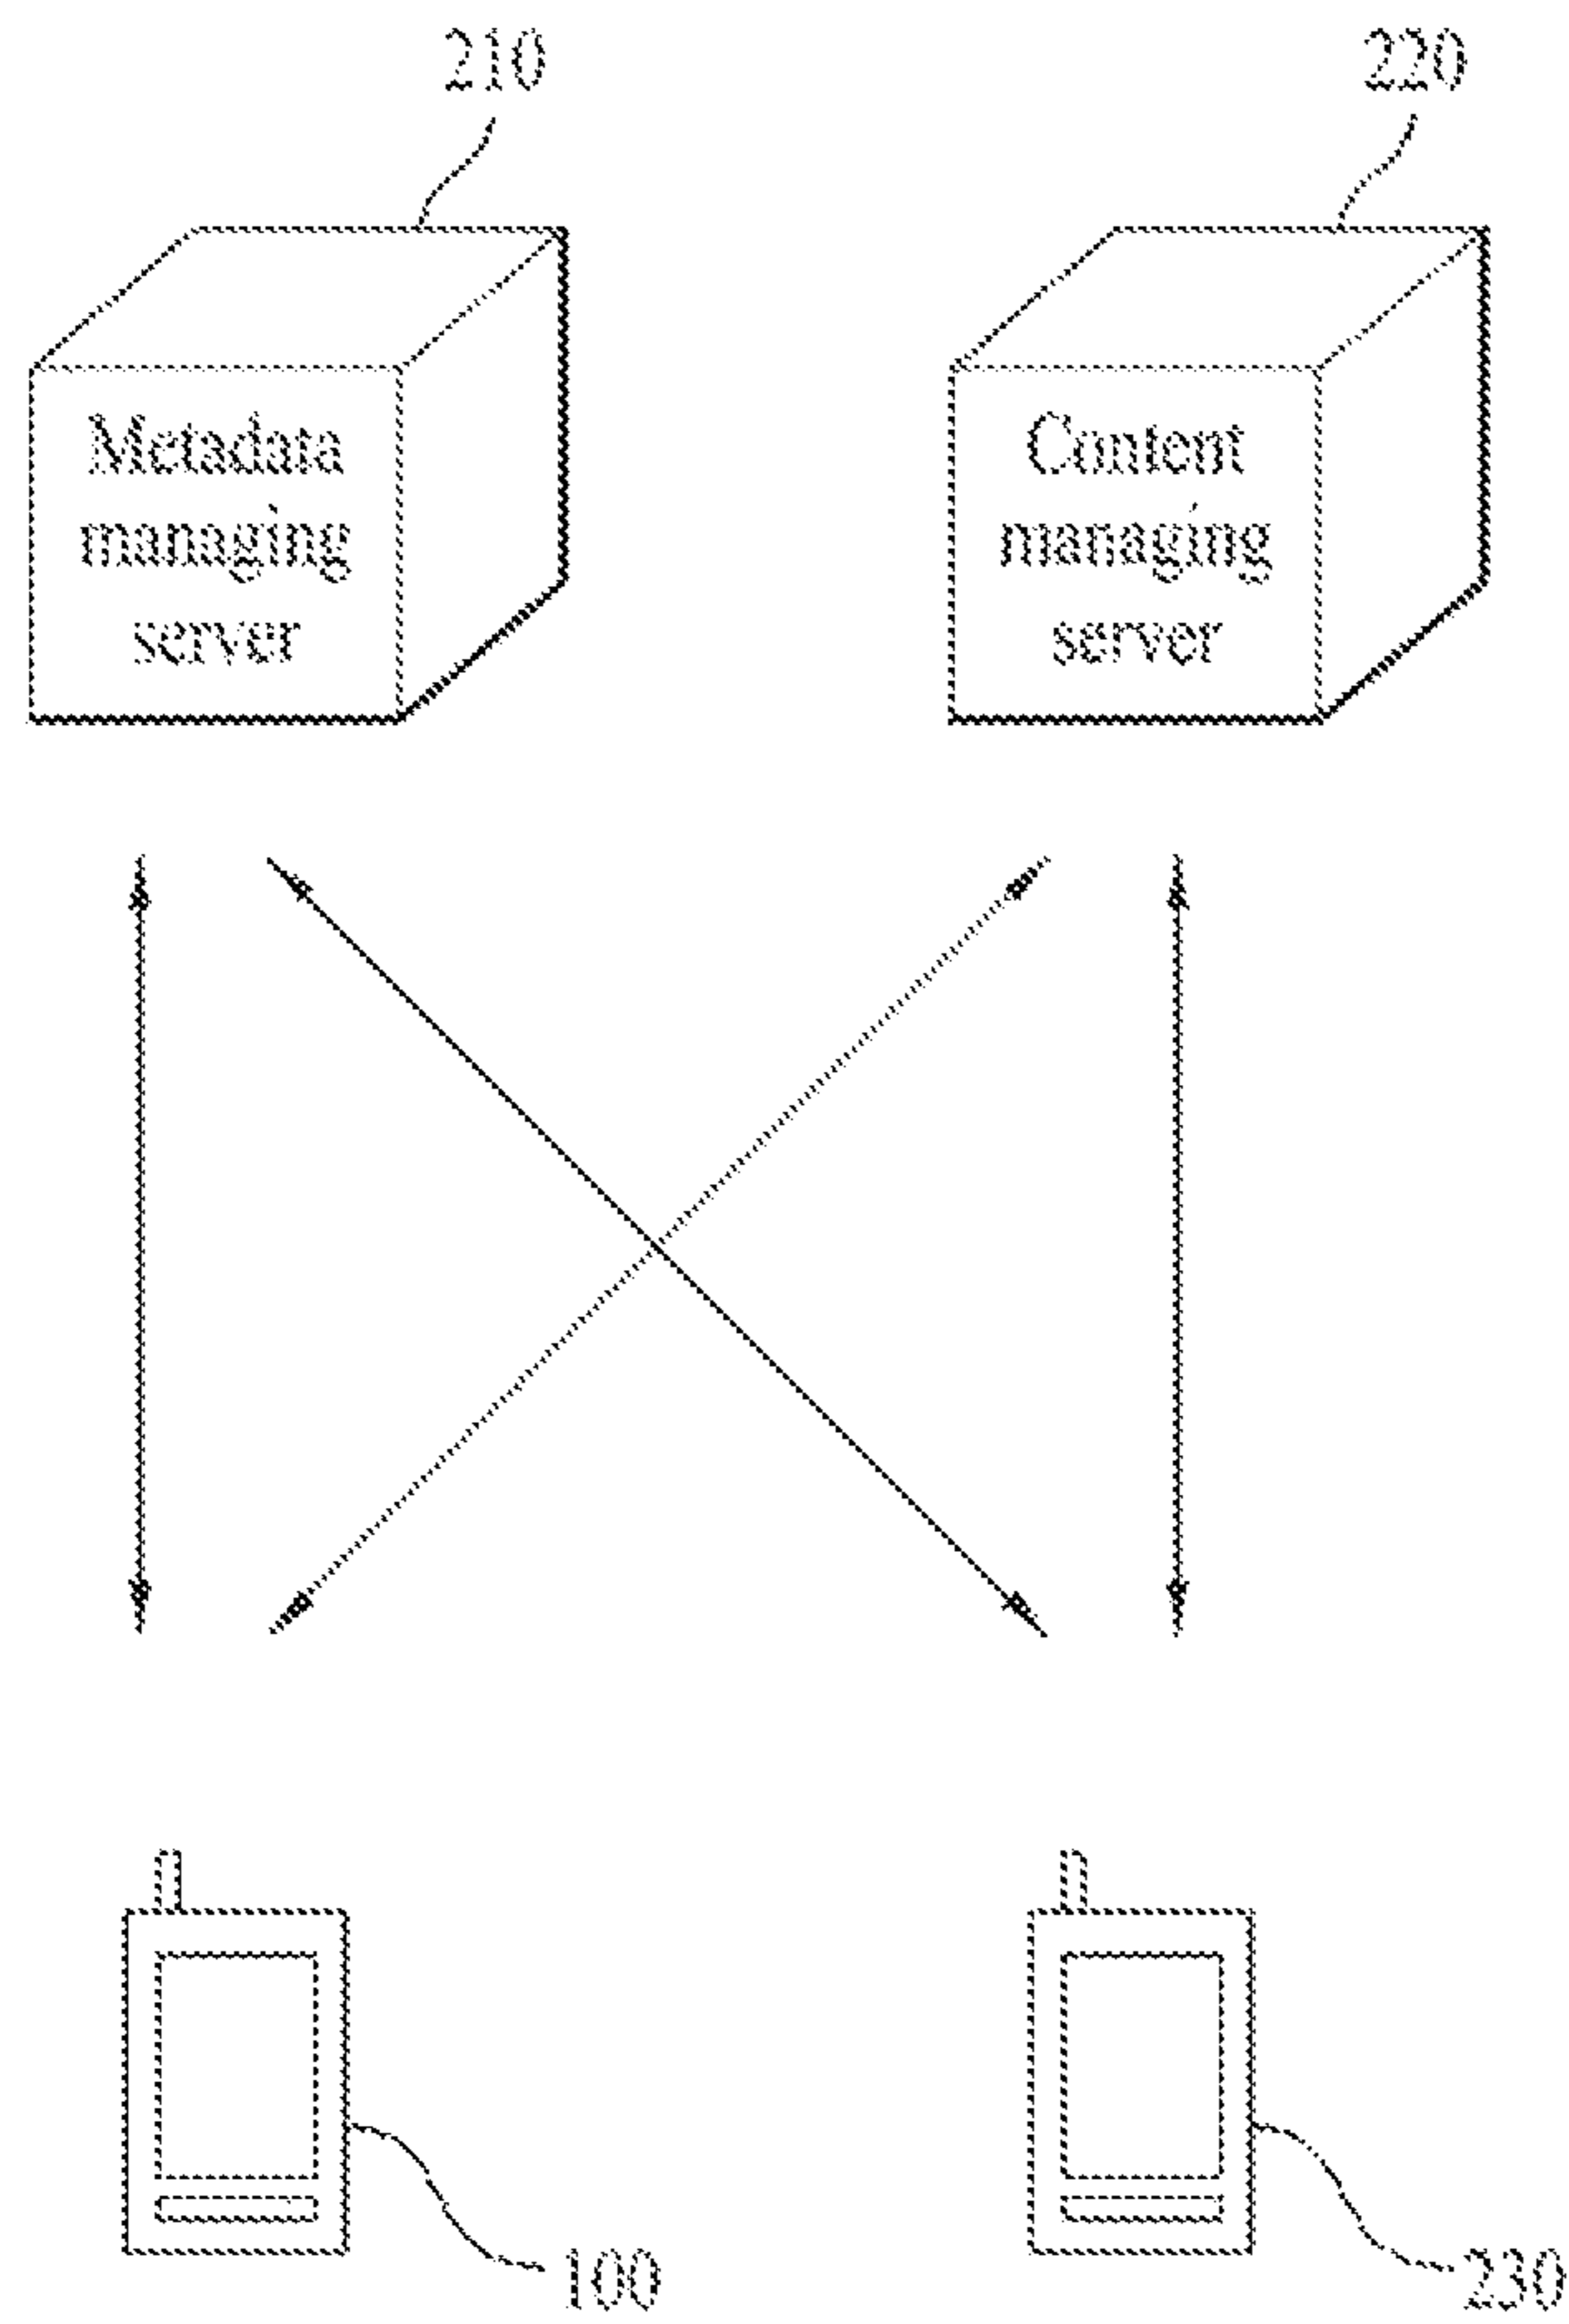 210
220
Metadata
managing
server
Content
managing
server
100
230